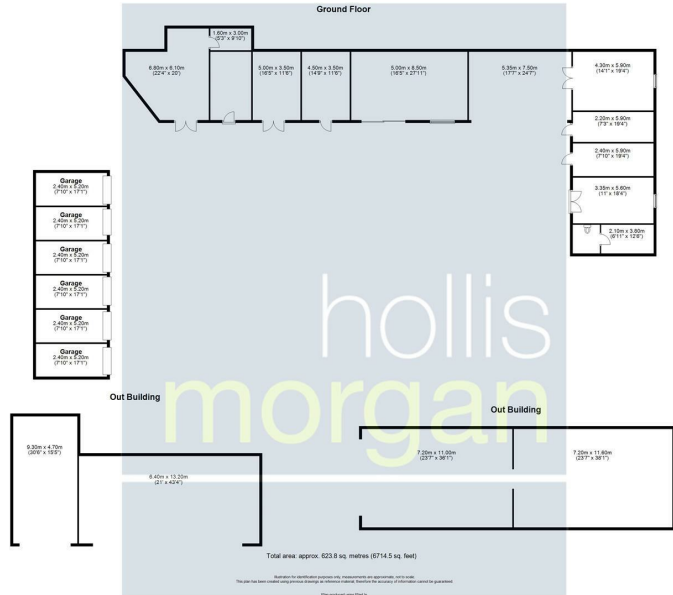 Ground Floor
1.60m x 3.00m
(5'3" x 9'10")
6.80m x 6.10m
(22'4" x 20')
5.00m x 3.50m
(16'5" x 11'6")
4.50m x 3.50m
(14'9" x 11'6")
5.00m x 8.50m
(16'5" x 27'11")
5.35m x 7.50m
(17'7" x 24'7")
4.30m x 5.90m
(14'1" x 19'4")
2.20m x 5.90m
(7'3" x 19'4")
2.40m x 5.90m
(7'10" x 19'4")
3.35m x 5.60m
(11' x 18'4")
2.10m x 3.80m
(6'11" x 12'6")
Garage
2.40m x 5.20m
(7'10" x 17'1")
Garage
2.40m x 5.20m
(7'10" x 17'1")
Garage
2.40m x 5.20m
(7'10" x 17'1")
Garage
2.40m x 5.20m
(7'10" x 17'1")
Garage
2.40m x 5.20m
(7'10" x 17'1")
Garage
2.40m x 5.20m
(7'10" x 17'1")
hollis
morgan
Out Building
9.30m x 4.70m
(30'6" x 15'5")
6.40m x 13.20m
(21' x 43'4")
Out Building
7.20m x 11.00m
(23'7" x 36'1")
7.20m x 11.60m
(23'7" x 38'1")
Total area: approx. 623.8 sq. metres (6714.5 sq. feet)
Illustration for identification purposes only, measurements are approximate, not to scale.
This plan has been created using previous drawings as reference material, therefore the accuracy of information cannot be guaranteed.